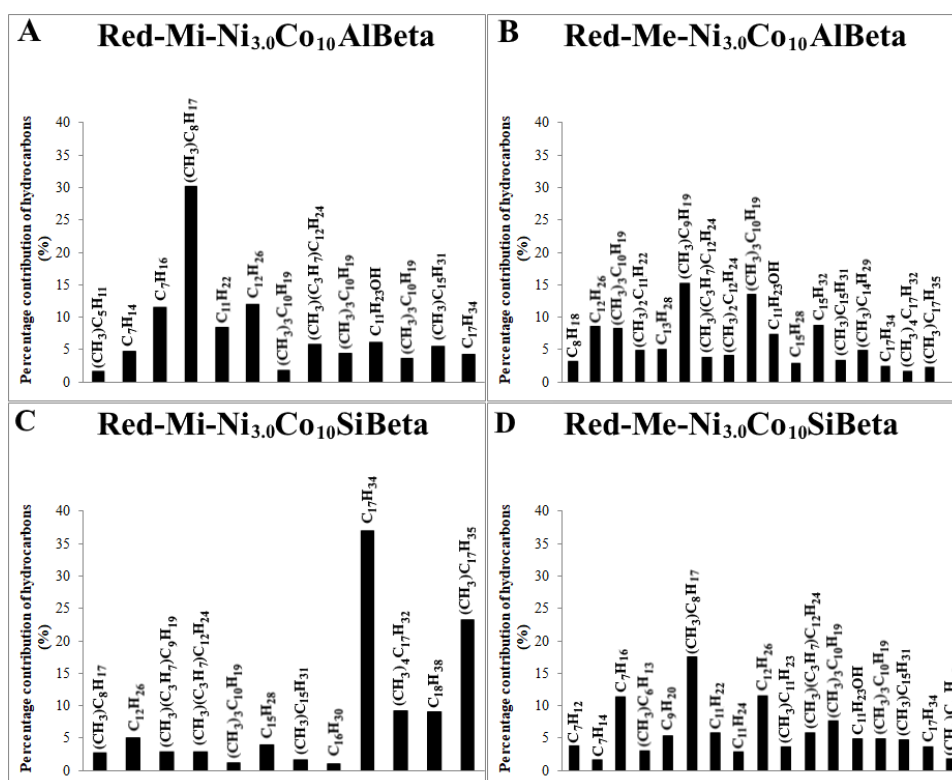 A
Red-Mi-Ni3.0Co10AlBeta
Percentage contribution of hydrocarbons
(%)
40
35
30
25
20
15
10
5
0
(CH3)C5H11
C7H14
C7H16
(CH3)C8H17
C11H22
C12H26
(CH3)3C10H19
(CH3)(C3H7)C12H24
(CH3)3C10H19
C11H23OH
(CH3)3C10H19
(CH3)C15H31
C17H34
B
Red-Me-Ni3.0Co10AlBeta
Percentage contribution of hydrocarbons
(%)
40
35
30
25
20
15
10
5
0
C8H18
C12H26
(CH3)3C10H19
(CH3)2C11H22
C13H28
(CH3)C9H19
(CH3)(C3H7)C12H24
(CH3)2C12H24
(CH3)3C10H19
C11H23OH
C15H28
C15H32
(CH3)C15H31
(CH3)C14H29
C17H34
(CH3)4C17H32
(CH3)C17H35
C
Red-Mi-Ni3.0Co10SiBeta
Percentage contribution of hydrocarbons
(%)
40
35
30
25
20
15
10
5
0
(CH3)C8H17
C12H26
(CH3)(C3H7)C9H19
(CH3)(C3H7)C12H24
(CH3)3C10H19
C15H28
(CH3)C15H31
C16H30
C17H34
(CH3)4C17H32
C18H38
(CH3)C17H35
D
Red-Me-Ni3.0Co10SiBeta
Percentage contribution of hydrocarbons
(%)
40
35
30
25
20
15
10
5
0
C7H12
C7H14
C7H16
(CH3)C6H13
C9H20
(CH3)C8H17
C11H22
C11H24
C12H26
(CH3)C11H23
(CH3)(C3H7)C12H24
(CH3)3C10H19
C11H23OH
(CH3)3C10H19
(CH3)C15H31
C17H34